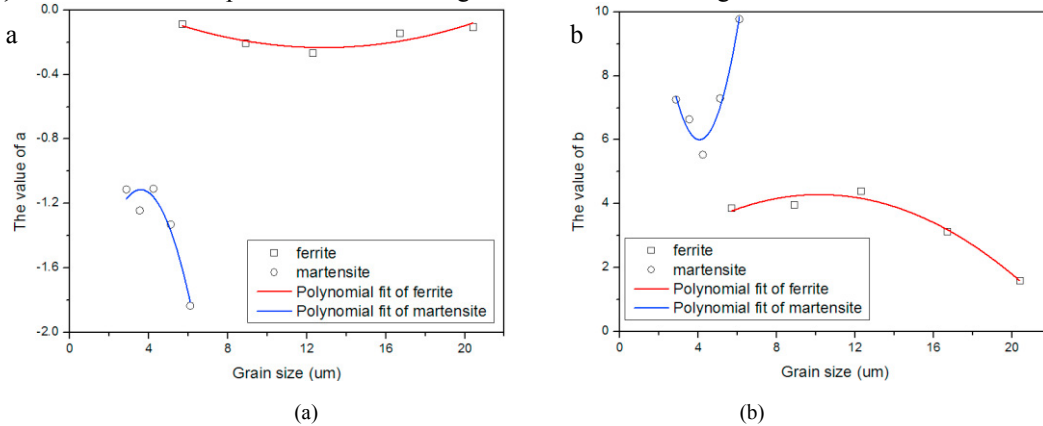 a
The value of a
0.0
-0.4
-0.8
-1.2
-1.6
-2.0
ferrite
martensite
Polynomial fit of ferrite
Polynomial fit of martensite
0 4 8 12 16 20
Grain size (um)
(a)
b
The value of b
10
8
6
4
2
0
ferrite
martensite
Polynomial fit of ferrite
Polynomial fit of martensite
0 4 8 12 16 20
Grain size (um)
(b)